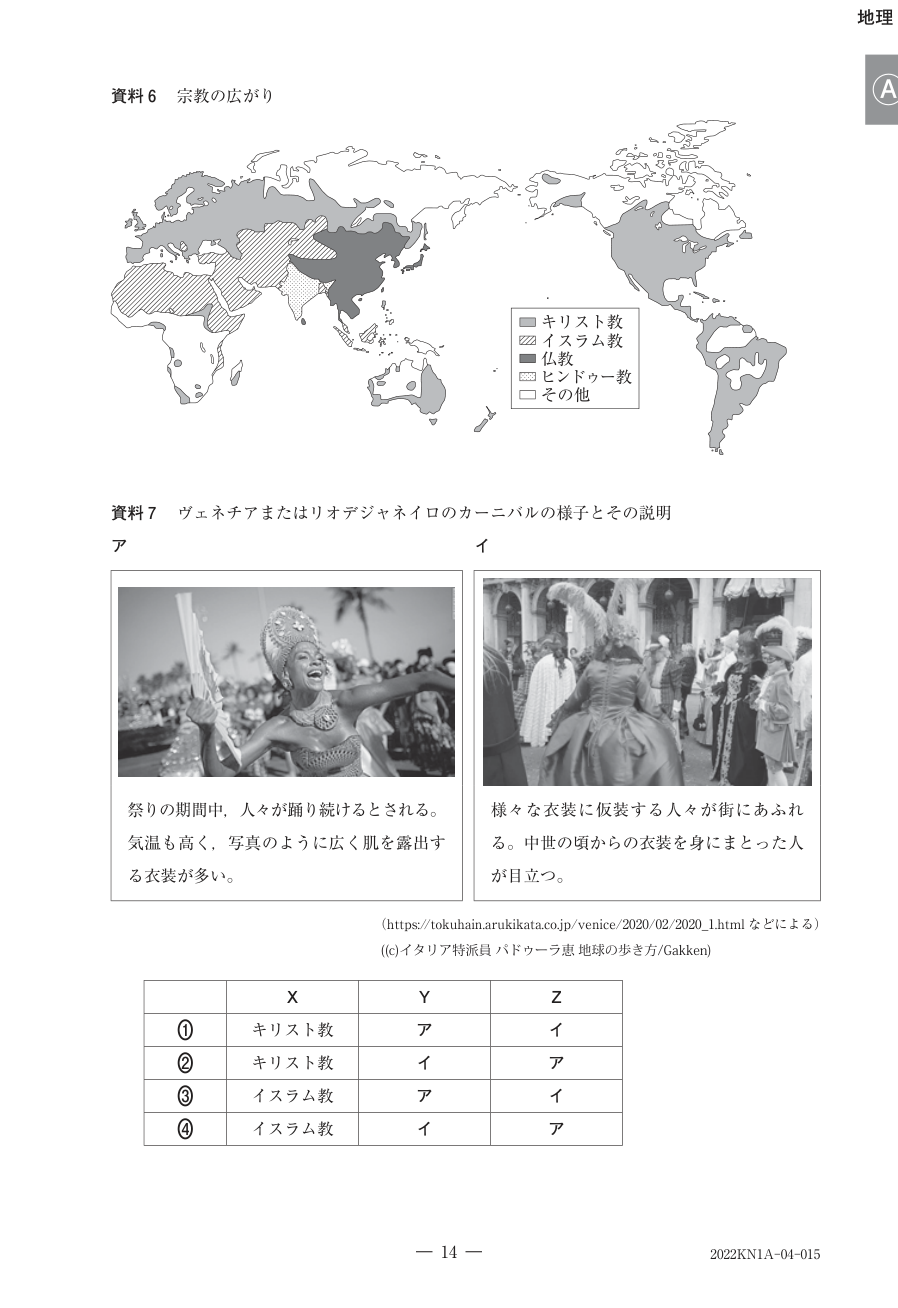 地理
Ⓐ
資料6 宗教の広がり
キリスト教
イスラム教
仏教
ヒンドゥー教
その他
資料7 ヴェネチアまたはリオデジャネイロのカーニバルの様子とその説明
ア
イ
祭りの期間中，人々が踊り続けるとされる。
気温も高く，写真のように広く肌を露出す
る衣装が多い。
様々な衣装に仮装する人々が街にあふれ
る。中世の頃からの衣装を身にまとった人
が目立つ。
（https://tokuhain.arukikata.co.jp/venice/2020/02/2020_1.html などによる）
((c)イタリア特派員 パドゥーラ恵 地球の歩き方/Gakken)
X Y Z
① キリスト教 ア イ
② キリスト教 イ ア
③ イスラム教 ア イ
④ イスラム教 イ ア
― 14 ―
2022KN1A-04-015